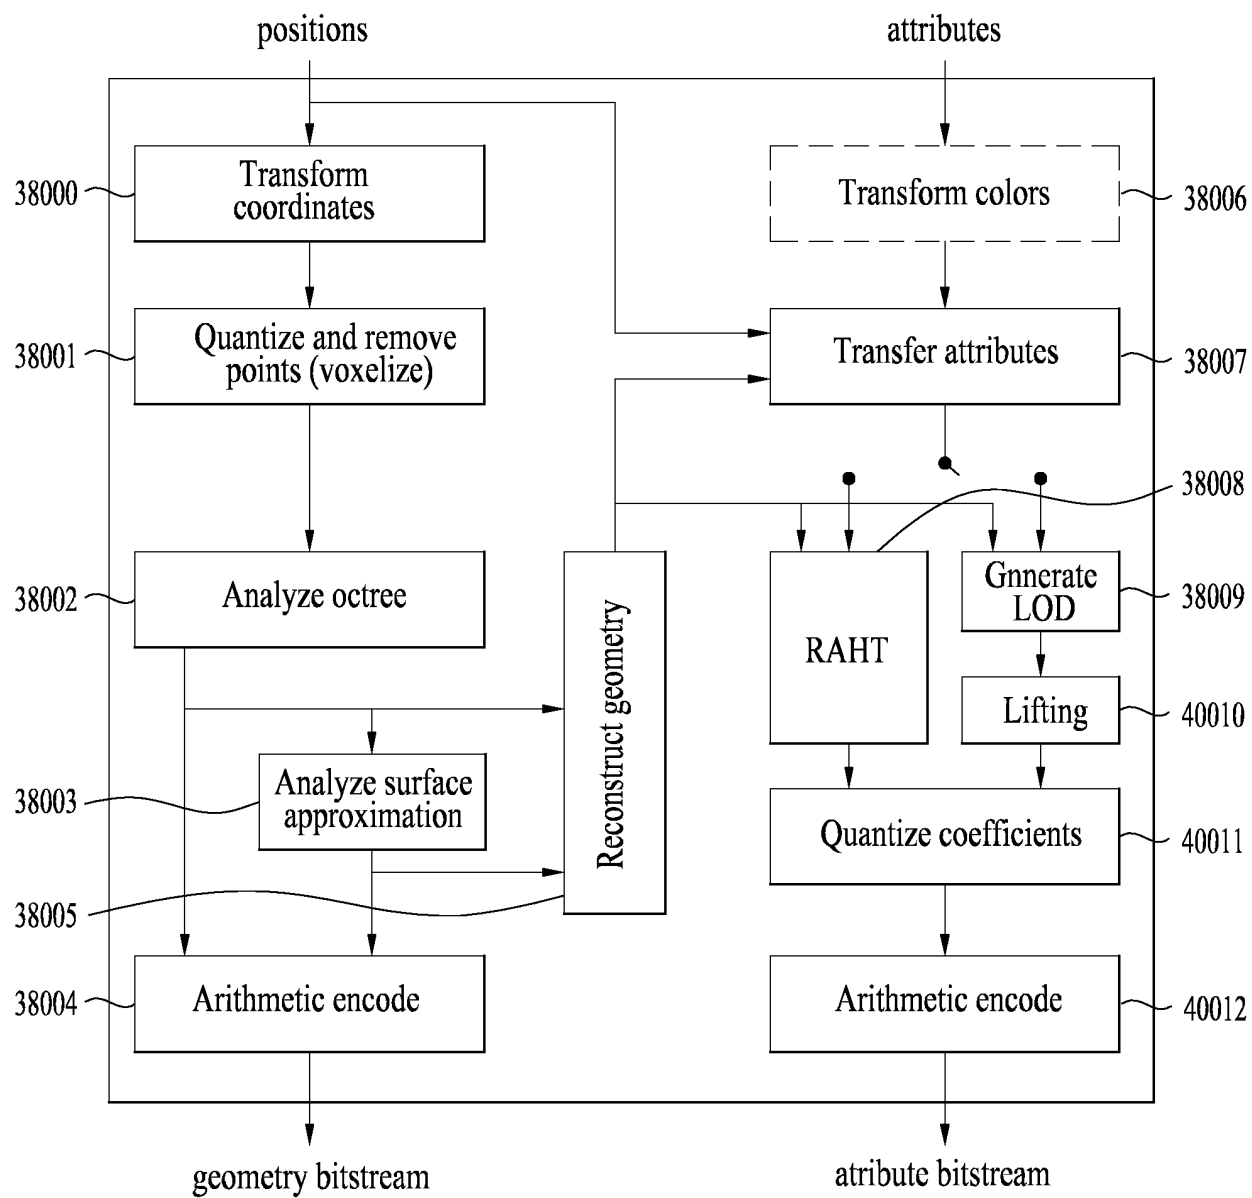 positions
attributes
Transform
coordinates
38000
Transform colors
38006
Quantize and remove
points (voxelize)
38001
Transfer attributes
38007
38008
Analyze octree
38002
Reconstruct geometry
RAHT
Gnnerate
LOD
38009
Lifting
40010
Analyze surface
approximation
38003
Quantize coefficients
40011
38005
Arithmetic encode
38004
Arithmetic encode
40012
geometry bitstream
atribute bitstream